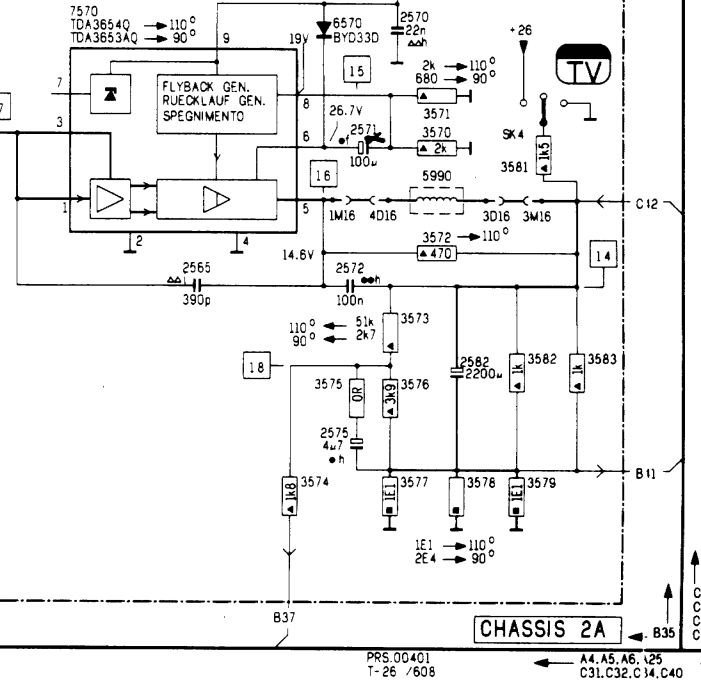 7570
TDA3654Q → 110°
TDA3653AQ → 90°
9
6570
BYD33D
2570
22n
h
+26
TV
19V
15
2k → 110°
680 → 90°
7
FLYBACK GEN.
RUECKLAUF GEN.
SPEGNIMENTO
8
3571
7
26.7V
2571
f
100µ
3570
2k
SK4
3581
1k5
3
6
16
5990
1
5
1M16
4D16
3D16
3M16
C42
2
4
14.6V
3572 → 110°
470
14
2565
390p
2572
h
100n
110° ← 51k
90° ← 2k7
3573
18
3575
0R
3576
3k9
2582
2200µ
3582
1k
3583
1k
2575
4µ7
h
3574
1k8
3577
1E1
3578
3579
1E1
B41
1E1 → 110°
2E4 → 90°
B37
CHASSIS 2A
B35
C
C
C
C
PRS.00401
T-26 /608
A4.A5.A6.A25
C31.C32.C34.C40